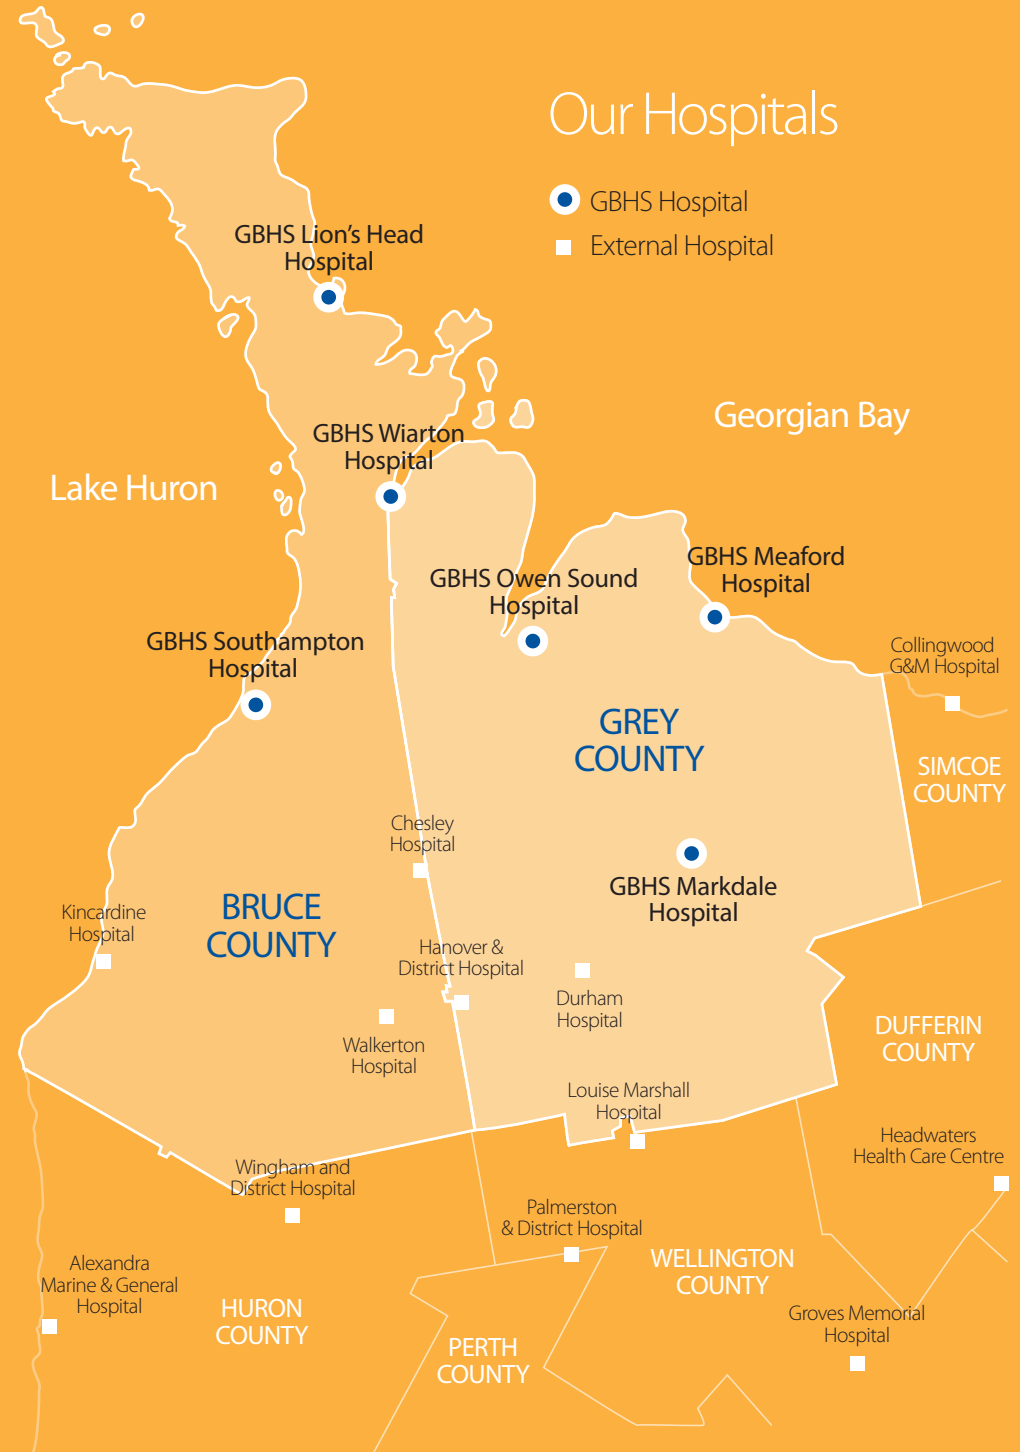 Our Hospitals
GBHS Hospital
External Hospital
GBHS Lion's Head
Hospital
Georgian Bay
GBHS Wiarton
Hospital
Lake Huron
GBHS Meaford
Hospital
GBHS Owen Sound
Hospital
GBHS Southampton
Hospital
Collingwood
G&M Hospital
GREY
COUNTY
SIMCOE
COUNTY
Chesley
Hospital
GBHS Markdale
Hospital
BRUCE
COUNTY
Kincardine
Hospital
Hanover &
District Hospital
Durham
Hospital
Walkerton
Hospital
DUFFERIN
COUNTY
Louise Marshall
Hospital
Headwaters
Health Care Centre
Wingham and
District Hospital
Palmerston
& District Hospital
WELLINGTON
COUNTY
Alexandra
Marine & General
Hospital
HURON
COUNTY
Groves Memorial
Hospital
PERTH
COUNTY